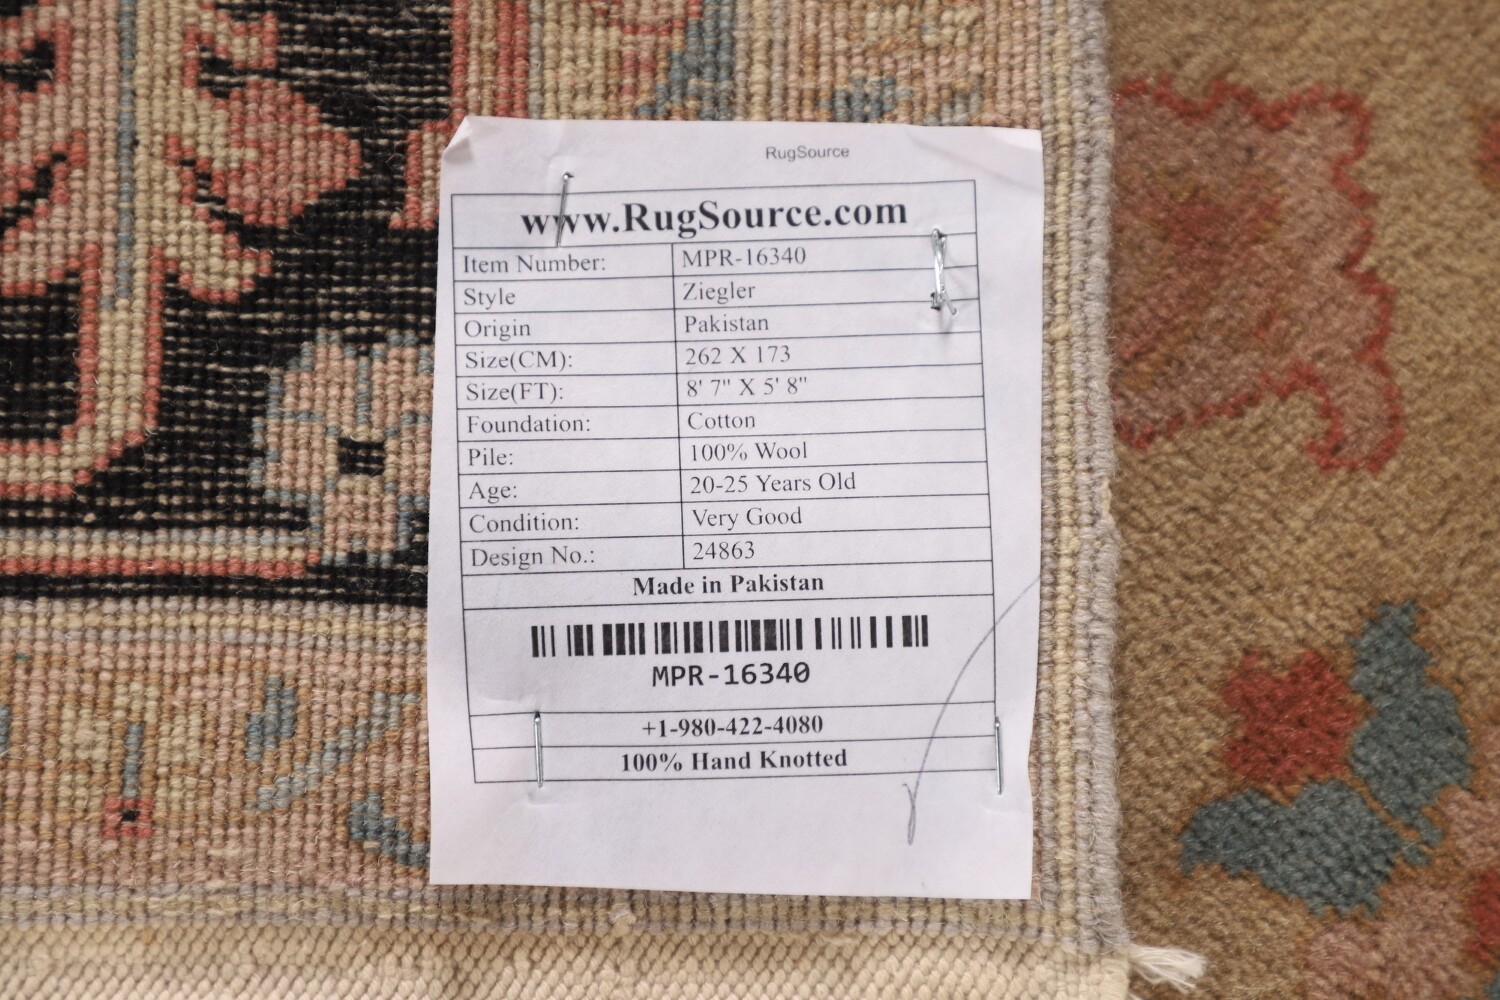 RugSource
www.RugSource.com
Item Number: MPR-16340
Style Ziegler
Origin Pakistan
Size(CM): 262 X 173
Size(FT): 8' 7" X 5' 8"
Foundation: Cotton
Pile: 100% Wool
Age: 20-25 Years Old
Condition: Very Good
Design No.: 24863
Made in Pakistan
MPR-16340
+1-980-422-4080
100% Hand Knotted